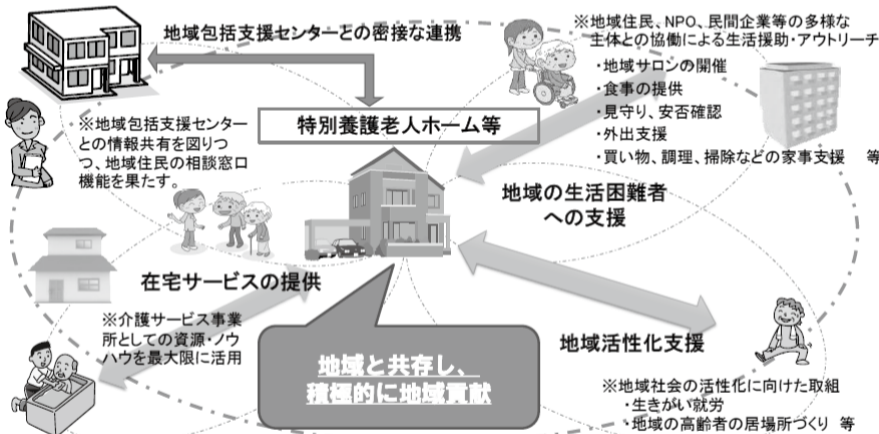 地域包括支援センターとの密接な連携
※地域住民、NPO、民間企業等の多様な
主体との協働による生活援助・アウトリーチ
・地域サロンの開催
・食事の提供
・見守り、安否確認
・外出支援
・買い物、調理、掃除などの家事支援　等
特別養護老人ホーム等
※地域包括支援センター
との情報共有を図りつ
つ、地域住民の相談窓口
機能を果たす。
地域の生活困難者
への支援
在宅サービスの提供
※介護サービス事業
所としての資源・ノウ
ハウを最大限に活用
地域と共存し、
積極的に地域貢献
地域活性化支援
※地域社会の活性化に向けた取組
・生きがい就労
・地域の高齢者の居場所づくり　等